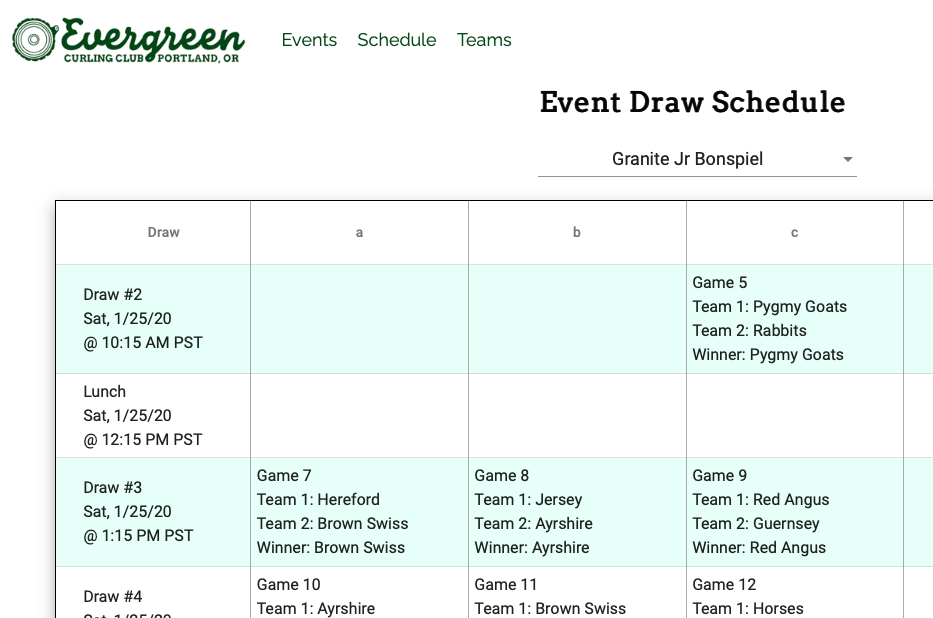 Evergreen
CURLING CLUB PORTLAND, OR
Events Schedule Teams
Event Draw Schedule
Granite Jr Bonspiel
Draw a b c
Draw #2
Sat, 1/25/20
@ 10:15 AM PST
Game 5
Team 1: Pygmy Goats
Team 2: Rabbits
Winner: Pygmy Goats
Lunch
Sat, 1/25/20
@ 12:15 PM PST
Draw #3
Sat, 1/25/20
@ 1:15 PM PST
Game 7
Team 1: Hereford
Team 2: Brown Swiss
Winner: Brown Swiss
Game 8
Team 1: Jersey
Team 2: Ayrshire
Winner: Ayrshire
Game 9
Team 1: Red Angus
Team 2: Guernsey
Winner: Red Angus
Draw #4
Sat, 1/25/20
Game 10
Team 1: Ayrshire
Game 11
Team 1: Brown Swiss
Game 12
Team 1: Horses